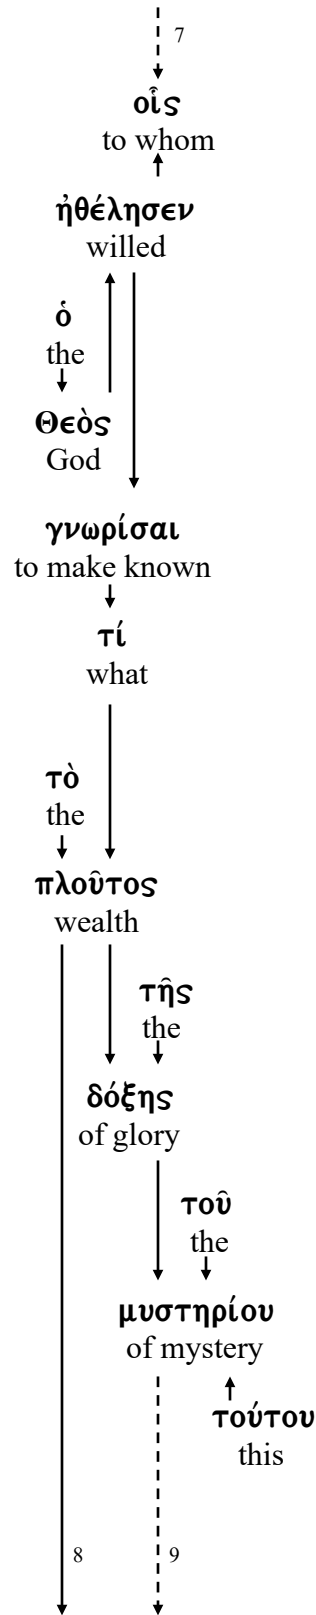 7
οἷς
to whom
ἠθέλησεν
willed
ὁ
the
Θεὸς
God
γνωρίσαι
to make known
τί
what
τὸ
the
πλοῦτος
wealth
τῆς
the
δόξης
of glory
τοῦ
the
μυστηρίου
of mystery
τούτου
this
8
9